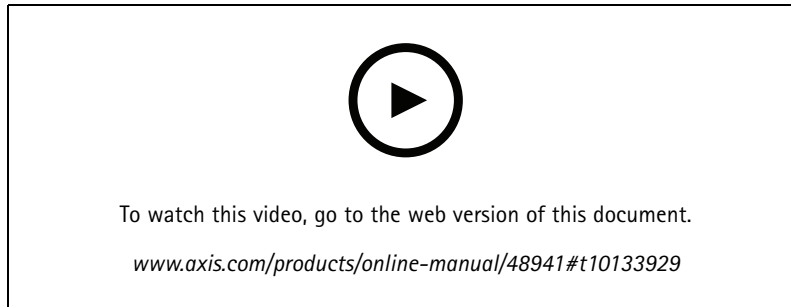 To watch this video, go to the web version of this document.
www.axis.com/products/online-manual/48941#t10133929